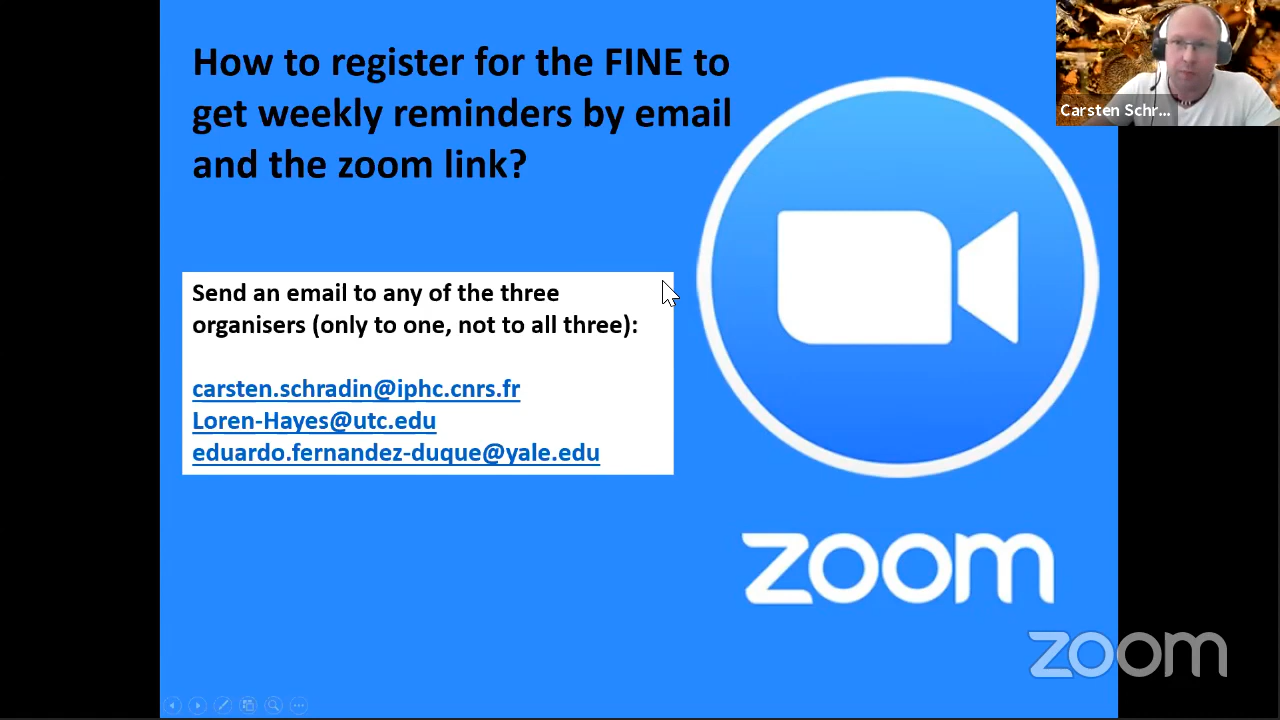 How to register for the FINE to
get weekly reminders by email
and the zoom link?
Carsten Schr...
Send an email to any of the three
organisers (only to one, not to all three):
carsten.schradin@iphc.cnrs.fr
Loren-Hayes@utc.edu
eduardo.fernandez-duque@yale.edu
zoom
zoom